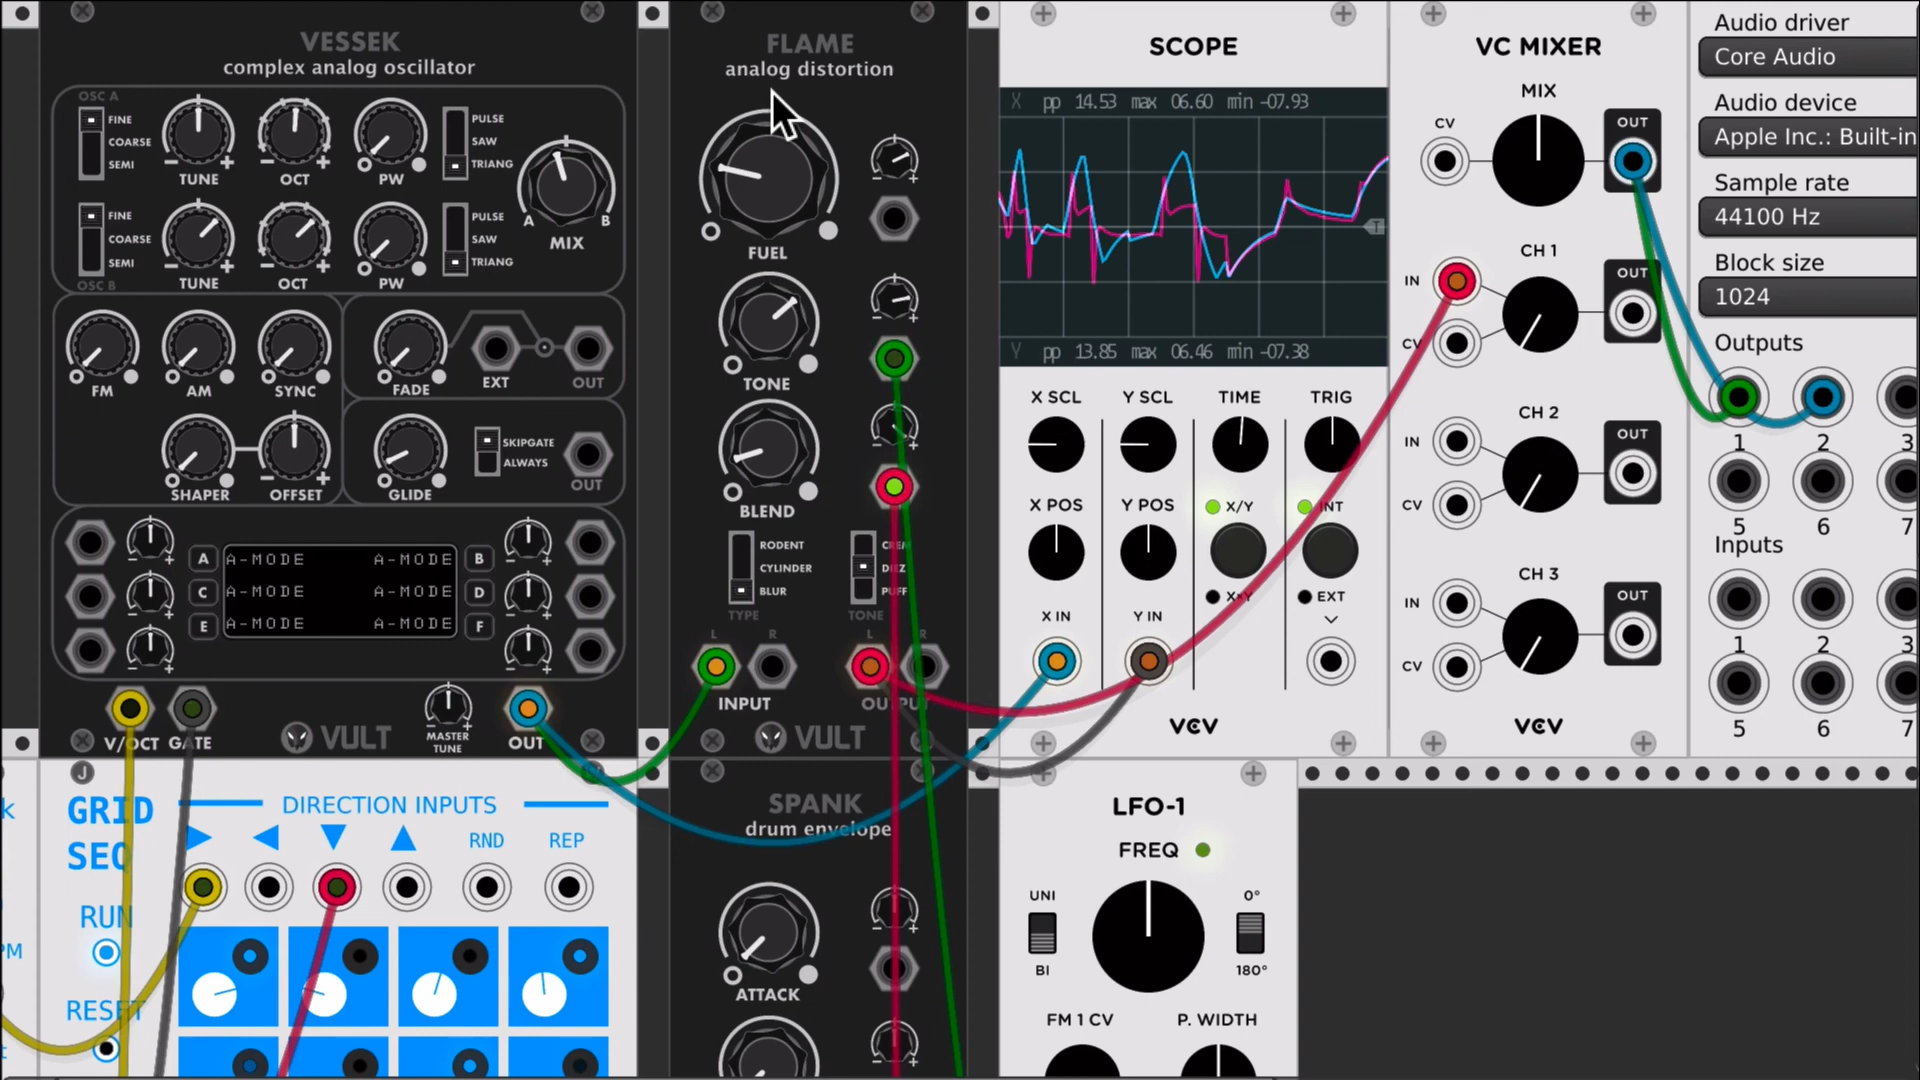 VESSEK
complex analog oscillator
OSC A
FINE
COARSE
SEMI
TUNE
OCT
PW
PULSE
SAW
TRIANG
A
B
MIX
FINE
COARSE
SEMI
OSC B
TUNE
OCT
PW
PULSE
SAW
TRIANG
FM
AM
SYNC
FADE
EXT
OUT
SHAPER
OFFSET
GLIDE
SKIPGATE
ALWAYS
OUT
A
A-MODE A-MODE
B
C
A-MODE A-MODE
D
E
A-MODE A-MODE
F
V/OCT
GATE
VULT
MASTER
TUNE
OUT
FLAME
analog distortion
FUEL
TONE
BLEND
RODENT
CYLINDER
BLUR
TYPE
PUFF
TONE
L
R
L
R
INPUT
OUTPUT
VULT
SCOPE
X pp 14.53 max 06.60 min -07.93
T
Y pp 13.85 max 06.46 min -07.38
X SCL
Y SCL
TIME
TRIG
X POS
Y POS
X/Y
INT
X×Y
EXT
X IN
Y IN
VCV
VC MIXER
MIX
CV
OUT
CH 1
IN
CV
OUT
CH 2
IN
CV
OUT
CH 3
IN
CV
OUT
VCV
Audio driver
Core Audio
Audio device
Apple Inc.: Built-in
Sample rate
44100 Hz
Block size
1024
Outputs
1 2 3
5 6 7
Inputs
1 2 3
5 6 7
J
GRID
SEQ
DIRECTION INPUTS
RND
REP
RUN
RESET
k
PM
t
SPANK
drum envelope
ATTACK
LFO-1
FREQ
UNI
BI
0°
180°
FM 1 CV
P. WIDTH